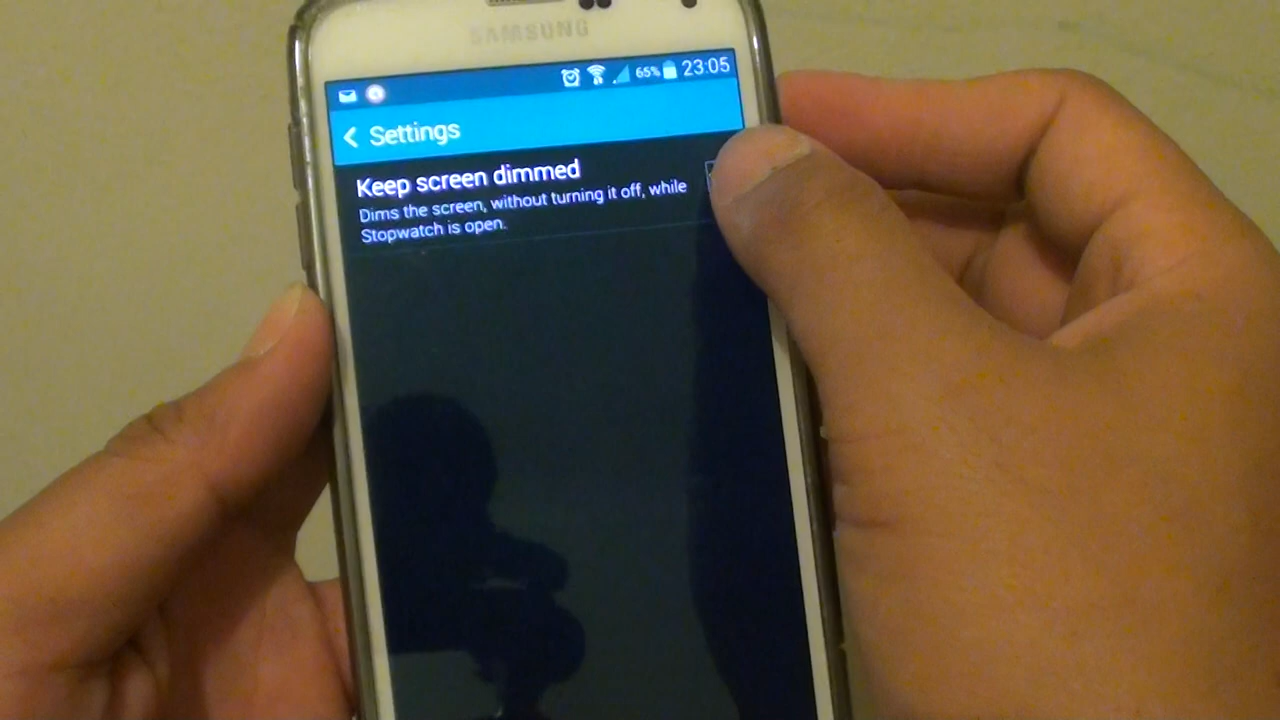 SAMSUNG
65% 23:05
Settings
Keep screen dimmed
Dims the screen, without turning it off, while
Stopwatch is open.